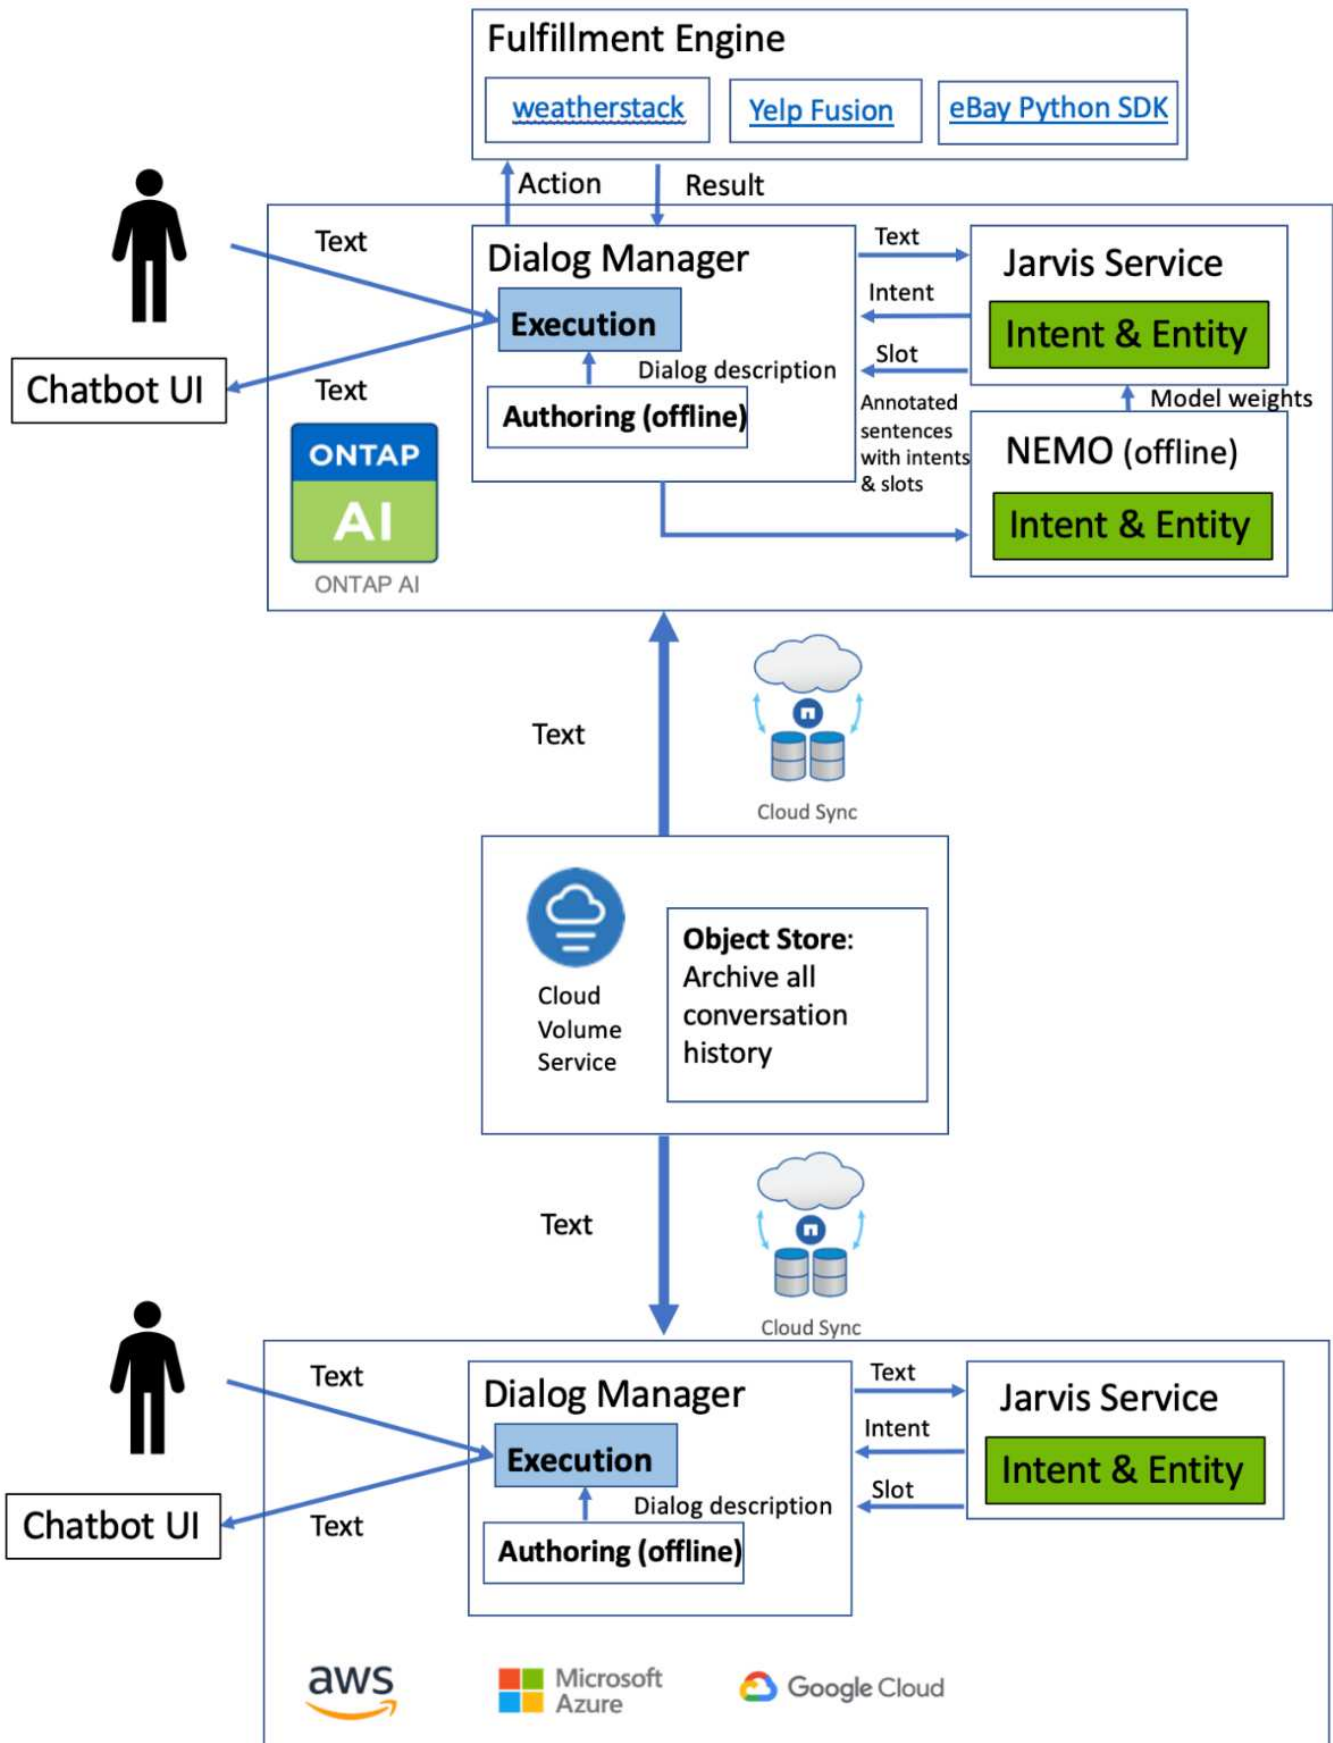 Fulfillment Engine
weatherstack
Yelp Fusion
eBay Python SDK
Action
Result
Text
Dialog Manager
Text
Jarvis Service
Intent
Execution
Intent & Entity
Slot
Dialog description
Chatbot UI
Text
Authoring (offline)
Annotated
sentences
with intents
& slots
Model weights
ONTAP
AI
ONTAP AI
NEMO (offline)
Intent & Entity
Text
Cloud Sync
Cloud
Volume
Service
Object Store:
Archive all
conversation
history
Text
Cloud Sync
Text
Dialog Manager
Text
Jarvis Service
Intent
Execution
Intent & Entity
Slot
Dialog description
Chatbot UI
Text
Authoring (offline)
aws
Microsoft
Azure
Google Cloud